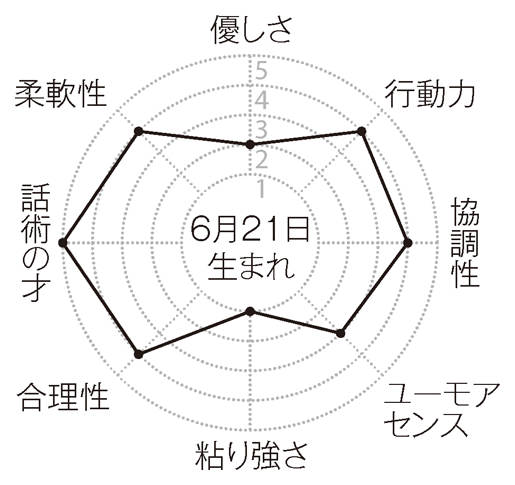 優しさ
行動力
協調性
ユーモア
センス
粘り強さ
合理性
話術の才
柔軟性
5
4
3
2
1
6月21日
生まれ